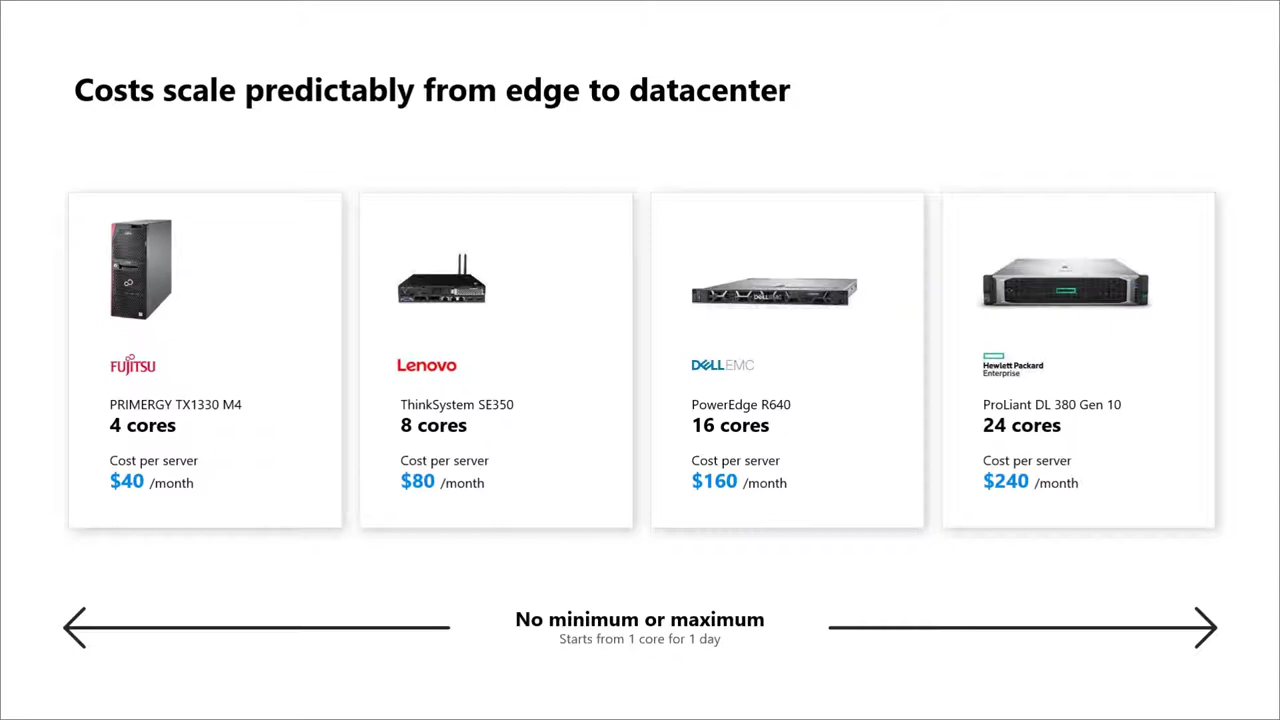 Costs scale predictably from edge to datacenter
FUJITSU
PRIMERGY TX1330 M4
4 cores
Cost per server
$40 /month
Lenovo
ThinkSystem SE350
8 cores
Cost per server
$80 /month
DELLEMC
DELL EMC
PowerEdge R640
16 cores
Cost per server
$160 /month
Hewlett Packard
Enterprise
ProLiant DL 380 Gen 10
24 cores
Cost per server
$240 /month
No minimum or maximum
Starts from 1 core for 1 day